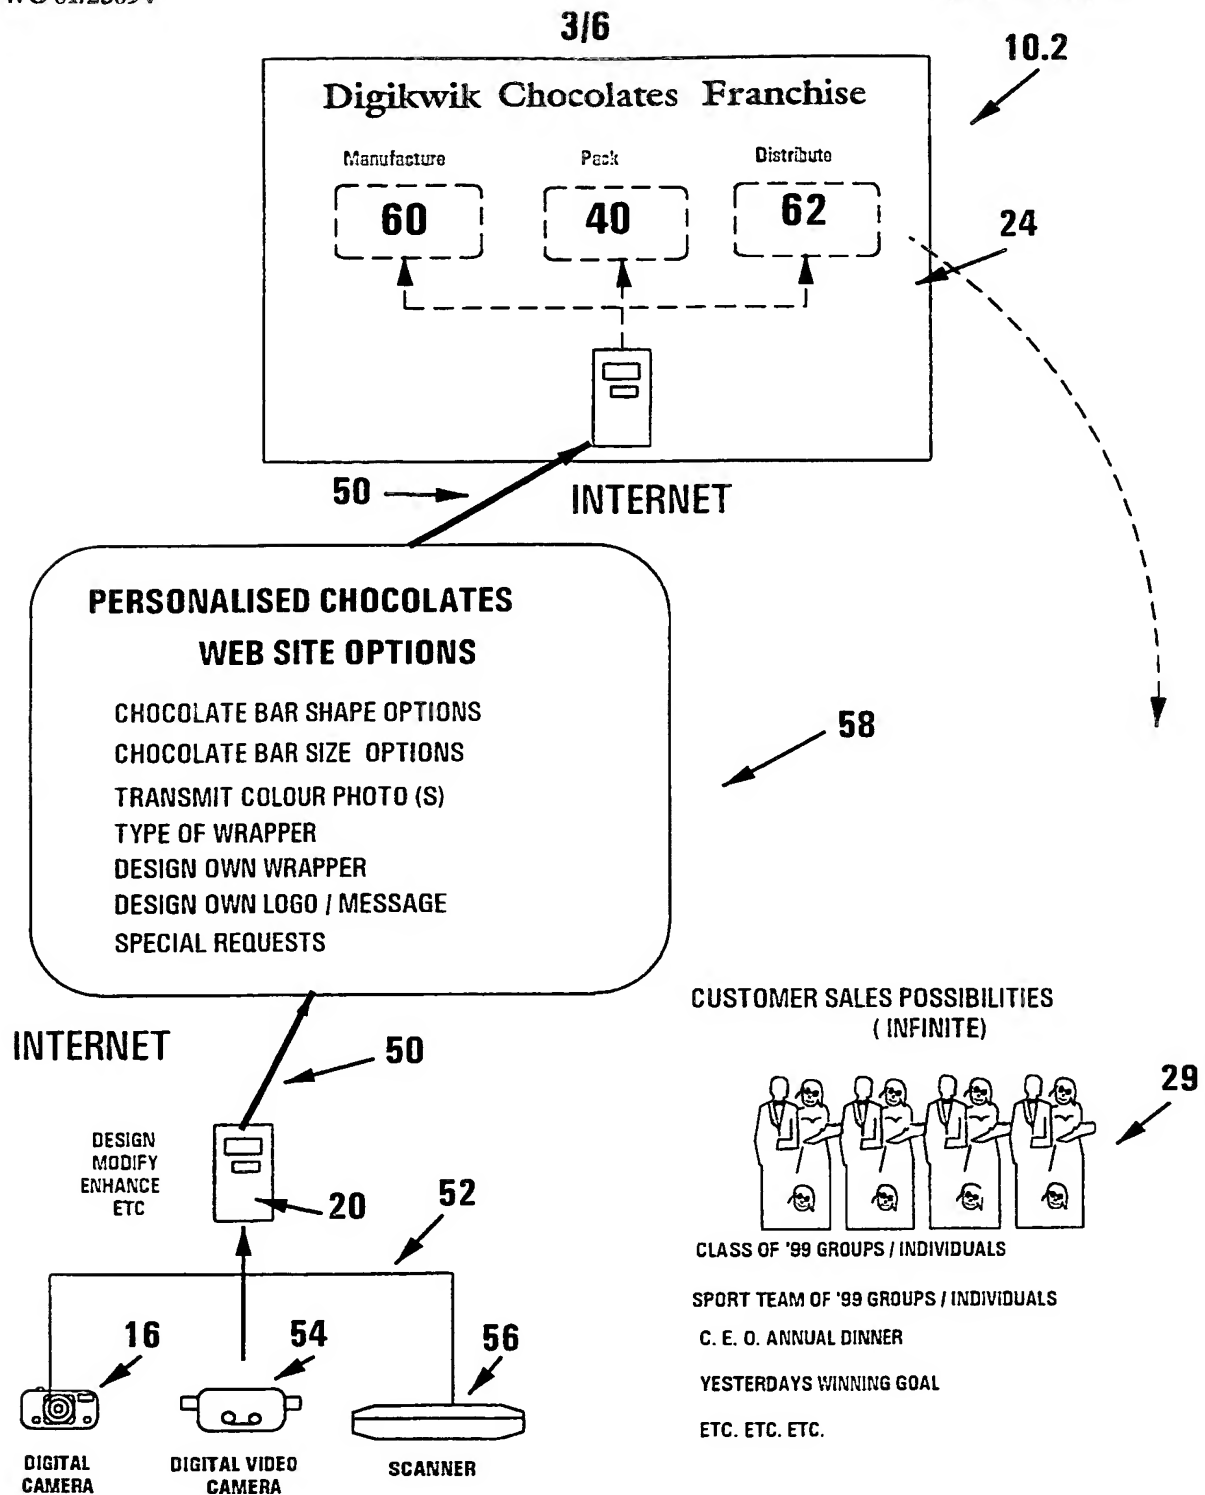 3/6
10.2
Digikwik Chocolates Franchise
Manufacture
Pack
Distribute
60
40
62
24
50
INTERNET
PERSONALISED CHOCOLATES
WEB SITE OPTIONS
CHOCOLATE BAR SHAPE OPTIONS
CHOCOLATE BAR SIZE OPTIONS
TRANSMIT COLOUR PHOTO (S)
TYPE OF WRAPPER
DESIGN OWN WRAPPER
DESIGN OWN LOGO / MESSAGE
SPECIAL REQUESTS
58
INTERNET
50
DESIGN
MODIFY
ENHANCE
ETC
20
52
16
54
56
DIGITAL
CAMERA
DIGITAL VIDEO
CAMERA
SCANNER
CUSTOMER SALES POSSIBILITIES
( INFINITE)
29
CLASS OF '99 GROUPS / INDIVIDUALS
SPORT TEAM OF '99 GROUPS / INDIVIDUALS
C. E. O. ANNUAL DINNER
YESTERDAYS WINNING GOAL
ETC. ETC. ETC.